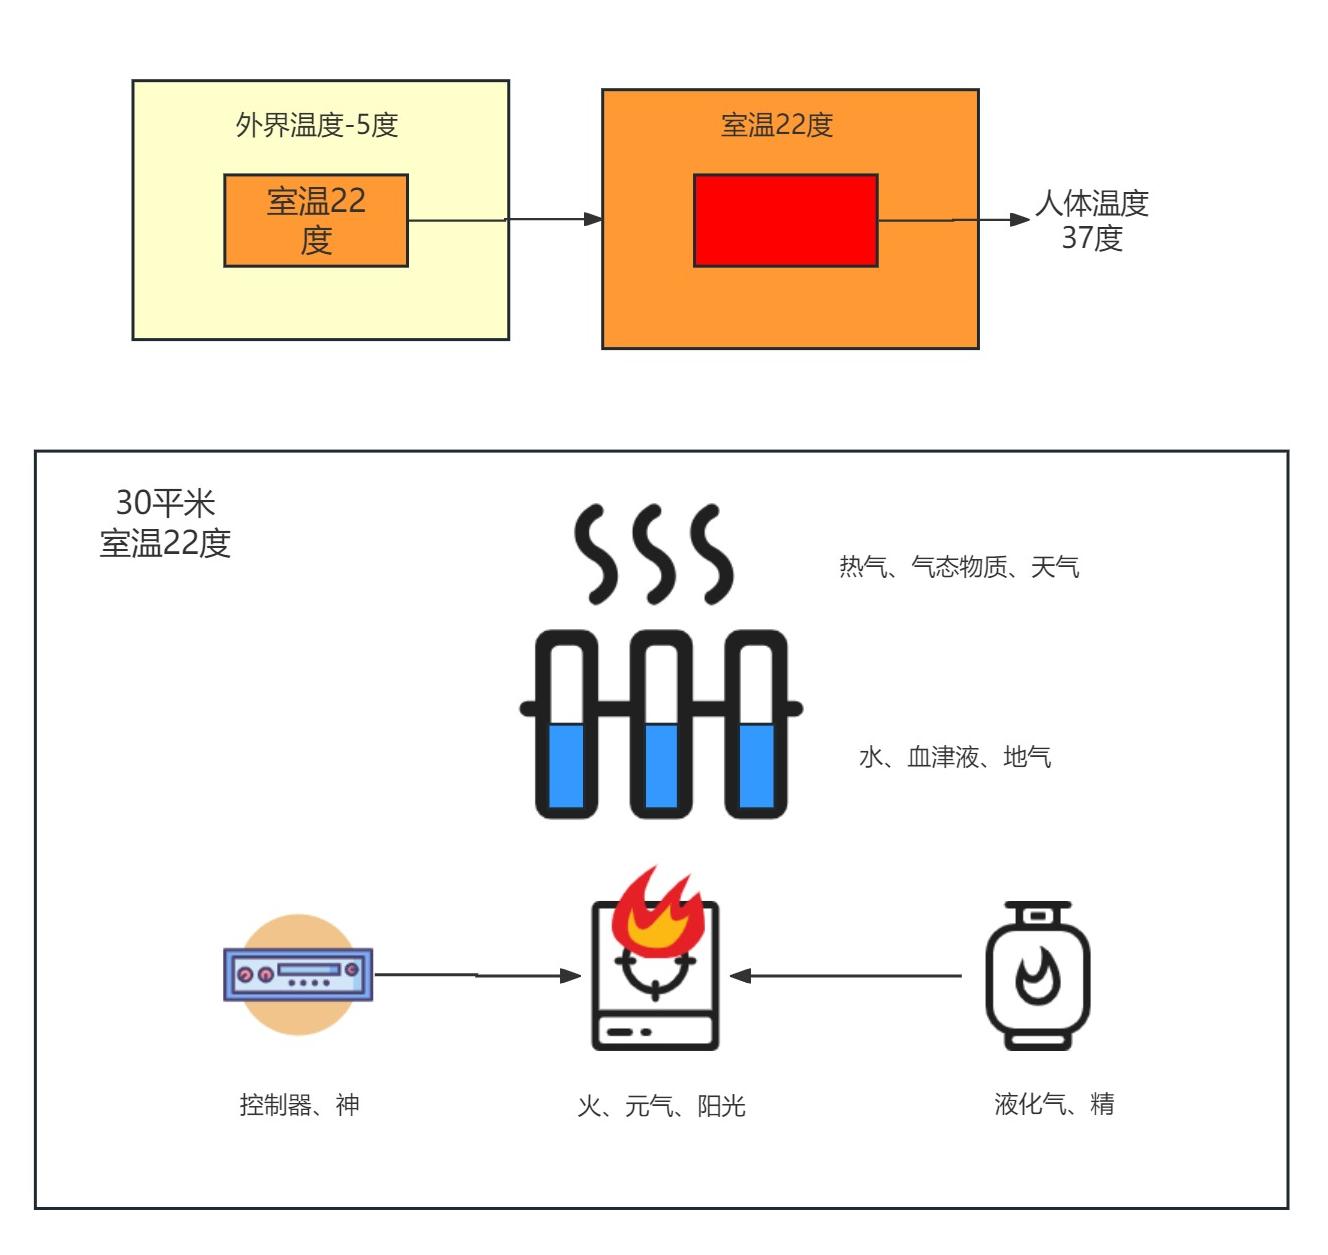 外界温度-5度
室温22
度
室温22度
人体温度
37度
30平米
室温22度
热气、气态物质、天气
水、血津液、地气
控制器、神
火、元气、阳光
液化气、精